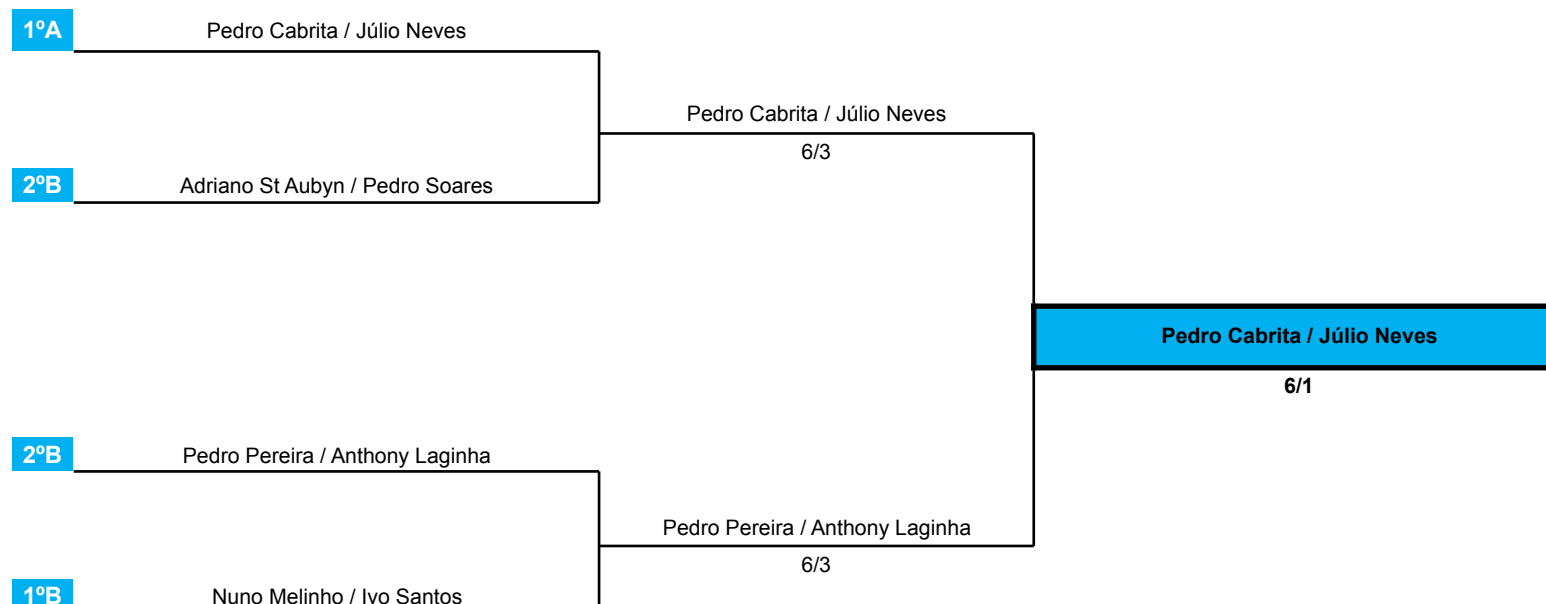 1ºA
Pedro Cabrita / Júlio Neves
Pedro Cabrita / Júlio Neves
6/3
2ºB
Adriano St Aubyn / Pedro Soares
Pedro Cabrita / Júlio Neves
6/1
2ºB
Pedro Pereira / Anthony Laginha
Pedro Pereira / Anthony Laginha
6/3
1ºB
Nuno Melinho / Ivo Santos